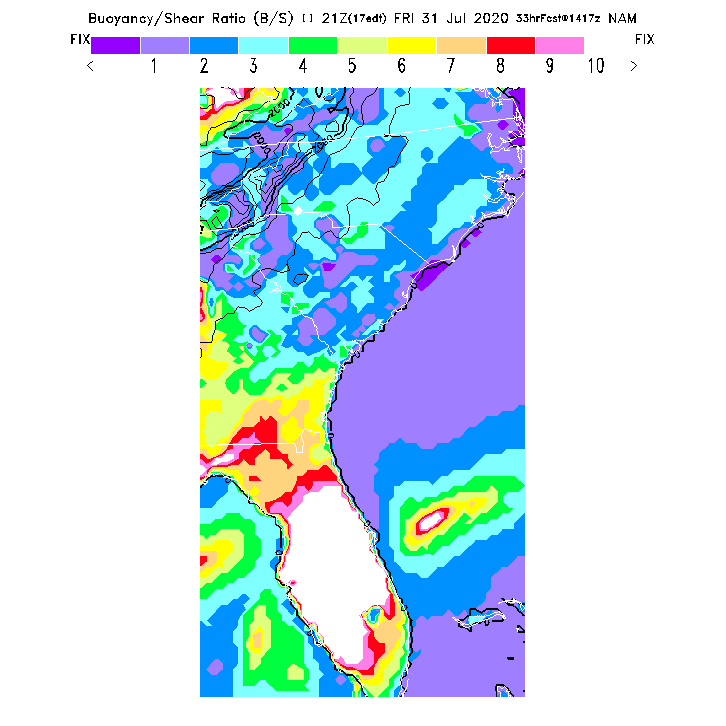 Buoyancy/Shear Ratio (B/S) [] 21Z(17edt) FRI 31 Jul 2020 33hrFcst@1417z NAM
FIX FIX
< 1 2 3 4 5 6 7 8 9 10 >
2000